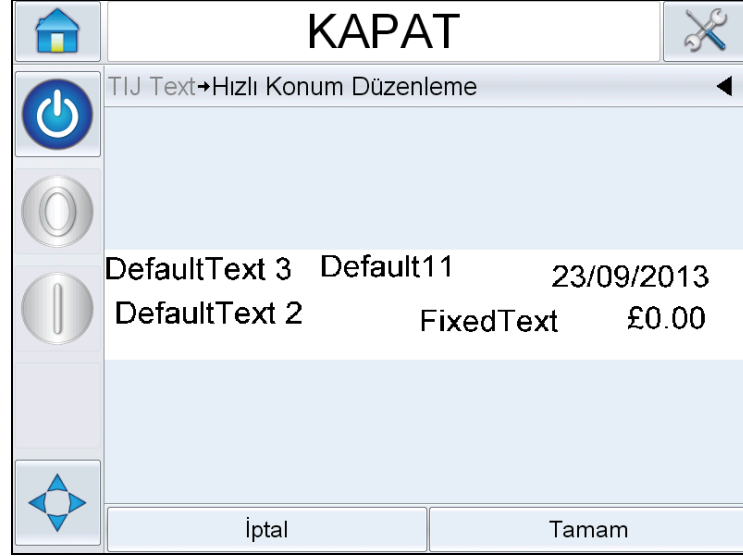 KAPAT
TIJ Text→Hızlı Konum Düzenleme
DefaultText 3 Default11 23/09/2013
DefaultText 2 FixedText £0.00
İptal Tamam